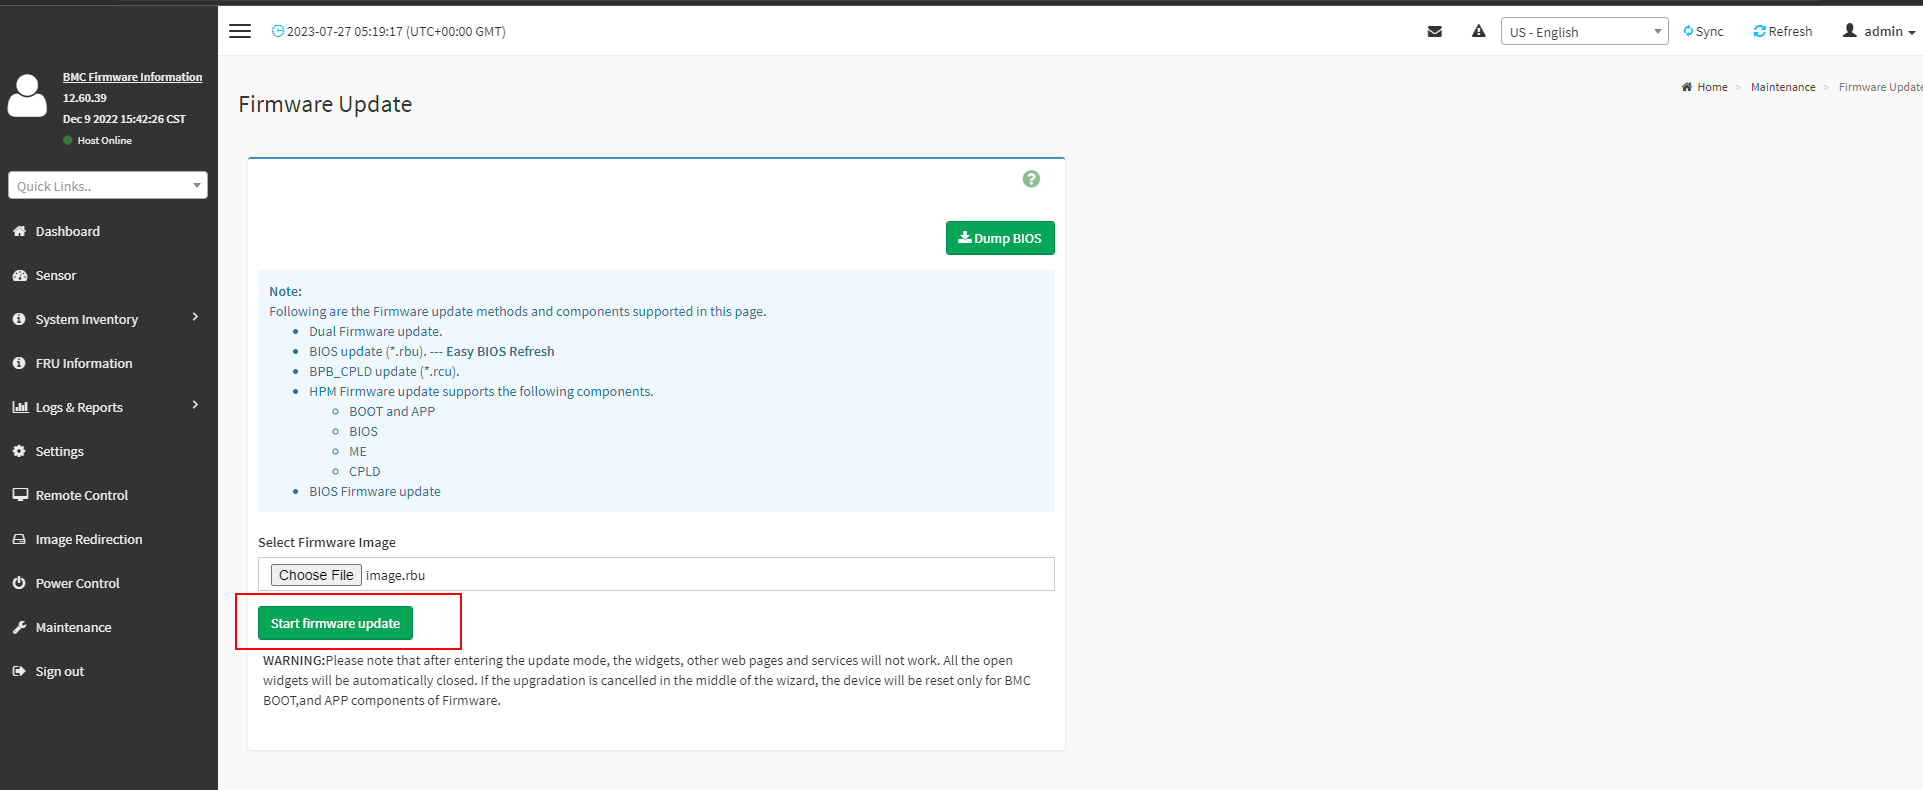 2023-07-27 05:19:17 (UTC+00:00 GMT)
US - English
Sync
Refresh
admin
BMC Firmware Information
12.60.39
Dec 9 2022 15:42:26 CST
Host Online
Quick Links..
Dashboard
Sensor
System Inventory
FRU Information
Logs & Reports
Settings
Remote Control
Image Redirection
Power Control
Maintenance
Sign out
Firmware Update
Home > Maintenance > Firmware Update
Dump BIOS
Note:
Following are the Firmware update methods and components supported in this page.
Dual Firmware update.
BIOS update (*.rbu). --- Easy BIOS Refresh
BPB_CPLD update (*.rcu).
HPM Firmware update supports the following components.
BOOT and APP
BIOS
ME
CPLD
BIOS Firmware update
Select Firmware Image
Choose File image.rbu
Start firmware update
WARNING:Please note that after entering the update mode, the widgets, other web pages and services will not work. All the open
widgets will be automatically closed. If the upgradation is cancelled in the middle of the wizard, the device will be reset only for BMC
BOOT,and APP components of Firmware.